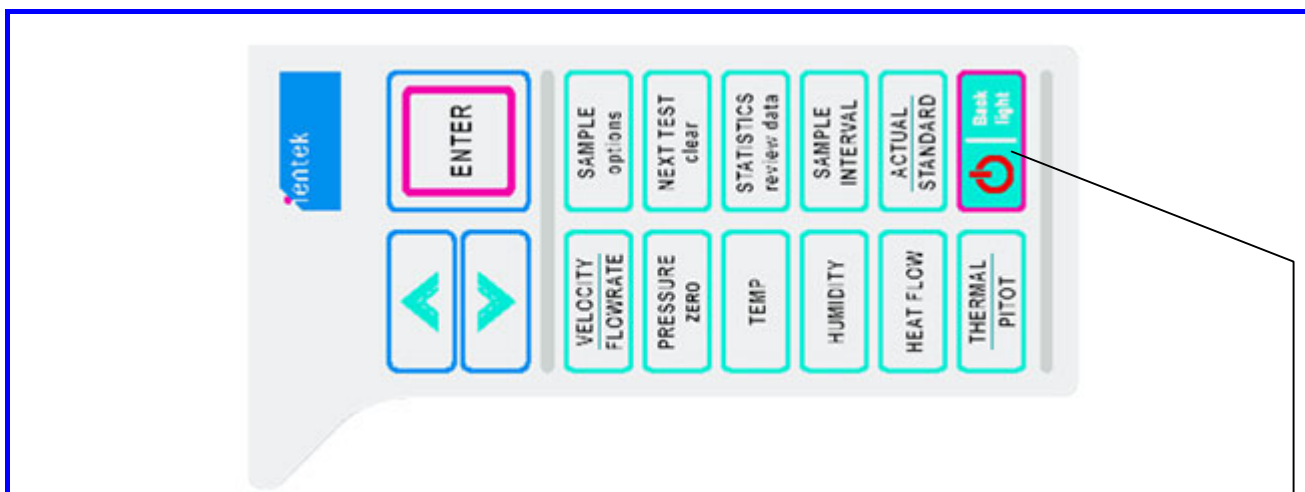 ientek
ENTER
VELOCITY
FLOWRATE
SAMPLE
options
PRESSURE
ZERO
NEXT TEST
clear
TEMP
STATISTICS
review data
HUMIDITY
SAMPLE
INTERVAL
HEAT FLOW
ACTUAL
STANDARD
THERMAL
PITOT
Back
light